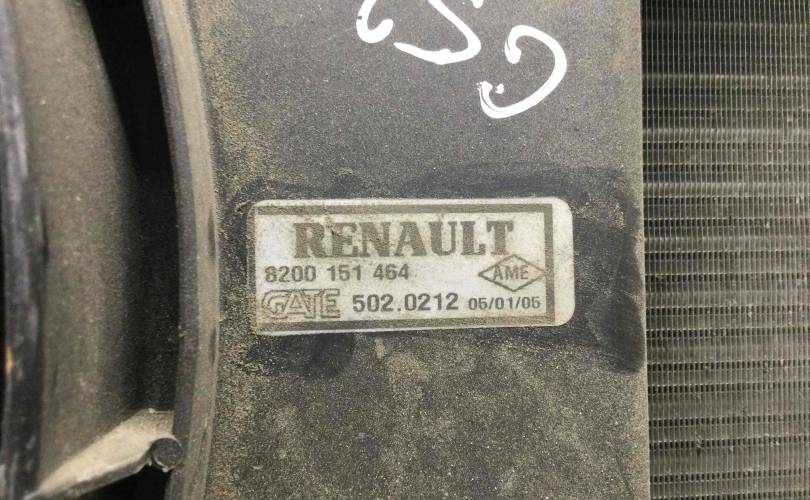 RENAULT
8200 151 464 AME
GATE 502.0212 05/01/05